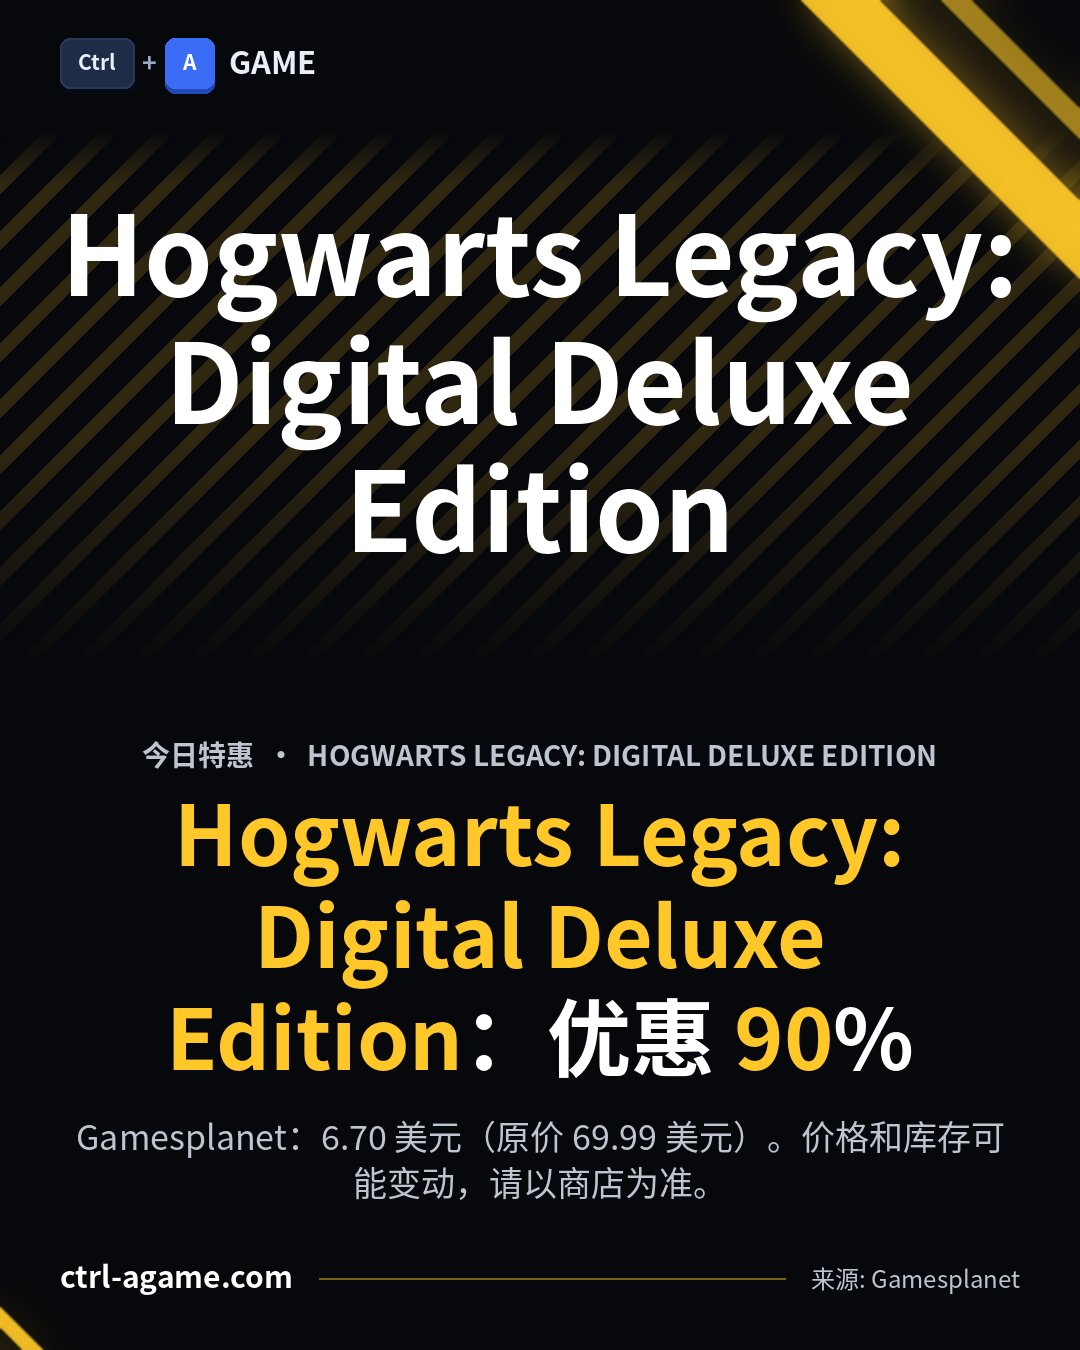 Ctrl + A GAME
Hogwarts Legacy:
Digital Deluxe
Edition
今日特惠 • HOGWARTS LEGACY: DIGITAL DELUXE EDITION
Hogwarts Legacy:
Digital Deluxe
Edition：优惠 90%
Gamesplanet：6.70 美元（原价 69.99 美元）。价格和库存可
能变动，请以商店为准。
ctrl-agame.com
来源: Gamesplanet